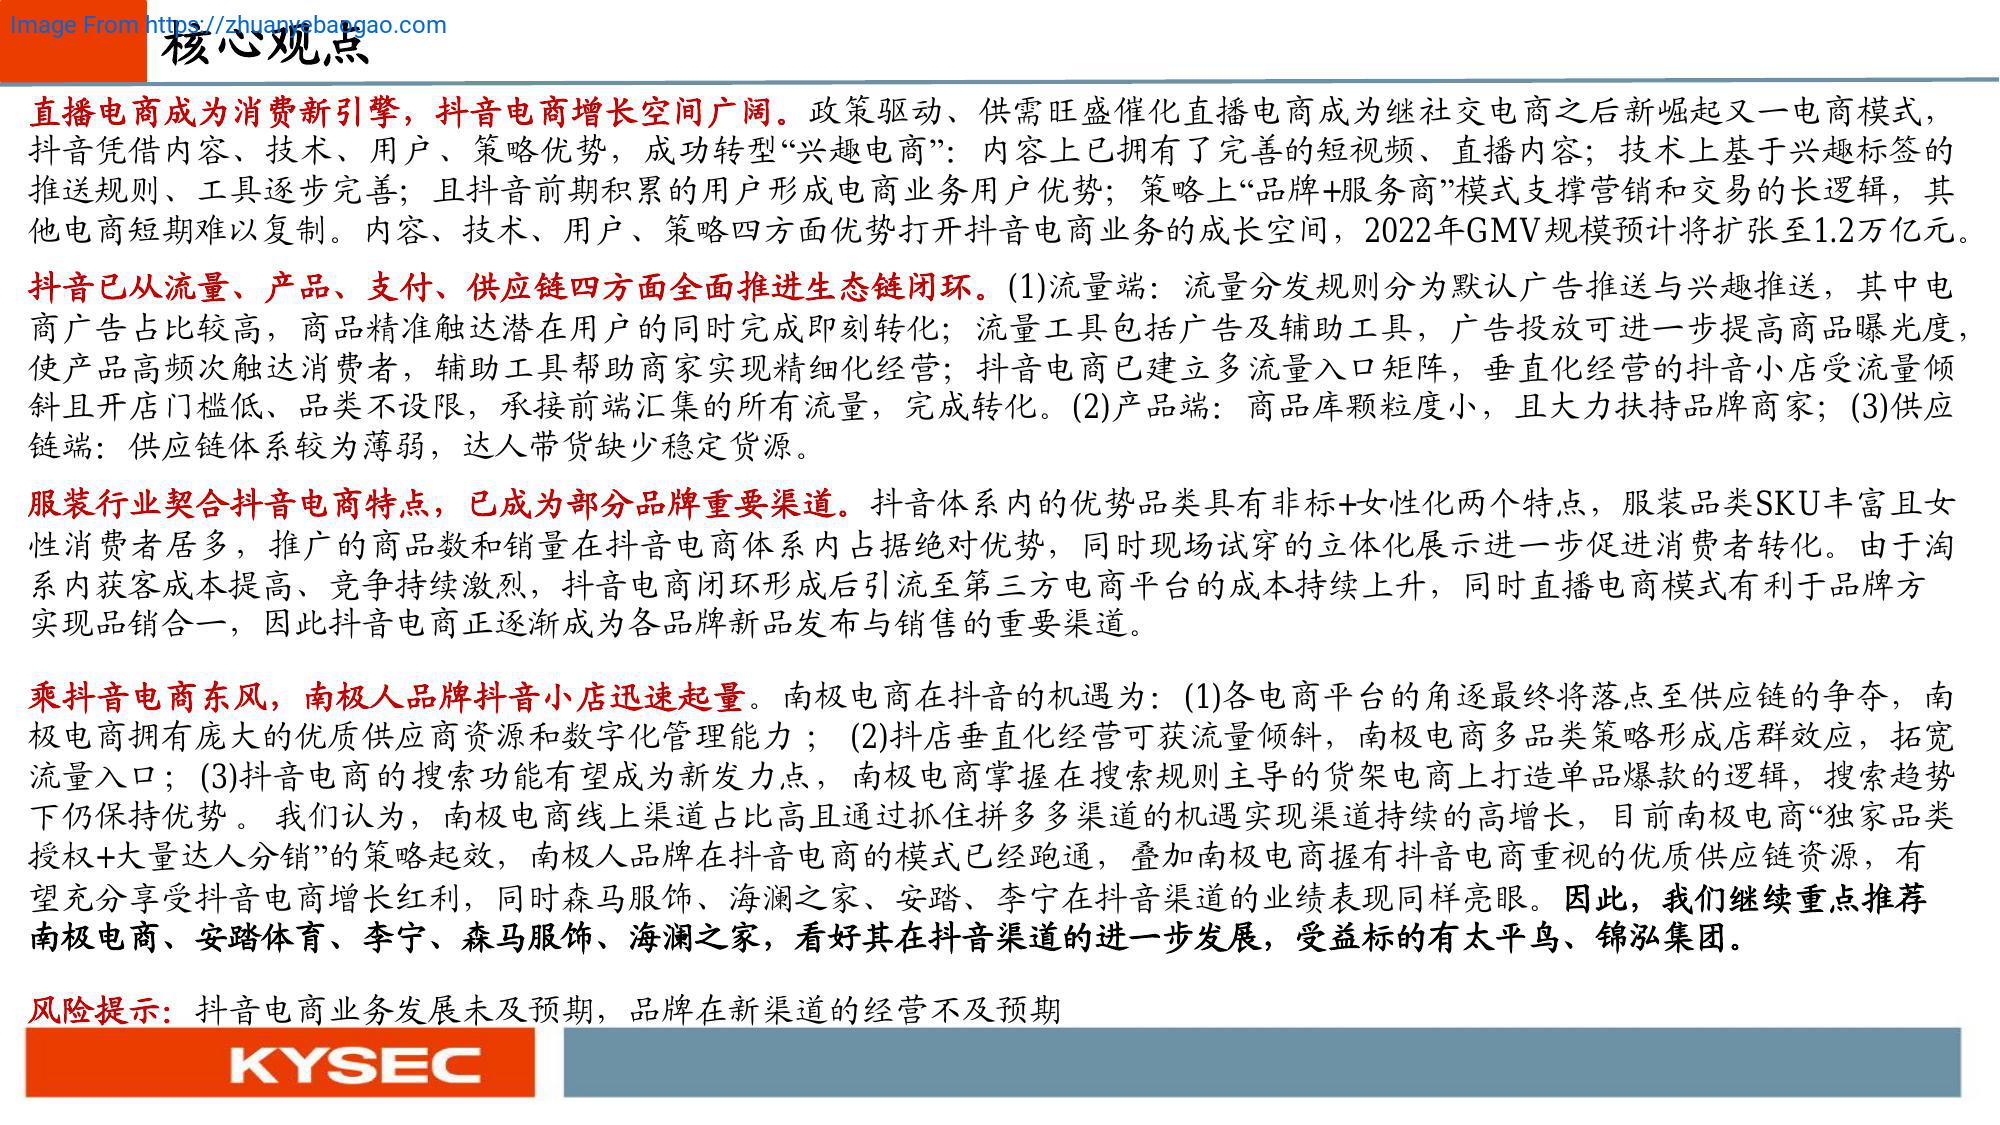 Image From https://zhuanyebaogao.com
核心观点
直播电商成为消费新引擎，抖音电商增长空间广阔。政策驱动、供需旺盛催化直播电商成为继社交电商之后新崛起又一电商模式，
抖音凭借内容、技术、用户、策略优势，成功转型“兴趣电商”：内容上已拥有了完善的短视频、直播内容；技术上基于兴趣标签的
推送规则、工具逐步完善；且抖音前期积累的用户形成电商业务用户优势；策略上“品牌+服务商”模式支撑营销和交易的长逻辑，其
他电商短期难以复制。内容、技术、用户、策略四方面优势打开抖音电商业务的成长空间，2022年GMV规模预计将扩张至1.2万亿元。
抖音已从流量、产品、支付、供应链四方面全面推进生态链闭环。(1)流量端：流量分发规则分为默认广告推送与兴趣推送，其中电
商广告占比较高，商品精准触达潜在用户的同时完成即刻转化；流量工具包括广告及辅助工具，广告投放可进一步提高商品曝光度，
使产品高频次触达消费者，辅助工具帮助商家实现精细化经营；抖音电商已建立多流量入口矩阵，垂直化经营的抖音小店受流量倾
斜且开店门槛低、品类不设限，承接前端汇集的所有流量，完成转化。(2)产品端：商品库颗粒度小，且大力扶持品牌商家；(3)供应
链端：供应链体系较为薄弱，达人带货缺少稳定货源。
服装行业契合抖音电商特点，已成为部分品牌重要渠道。抖音体系内的优势品类具有非标+女性化两个特点，服装品类SKU丰富且女
性消费者居多，推广的商品数和销量在抖音电商体系内占据绝对优势，同时现场试穿的立体化展示进一步促进消费者转化。由于淘
系内获客成本提高、竞争持续激烈，抖音电商闭环形成后引流至第三方电商平台的成本持续上升，同时直播电商模式有利于品牌方
实现品销合一，因此抖音电商正逐渐成为各品牌新品发布与销售的重要渠道。
乘抖音电商东风，南极人品牌抖音小店迅速起量。南极电商在抖音的机遇为：(1)各电商平台的角逐最终将落点至供应链的争夺，南
极电商拥有庞大的优质供应商资源和数字化管理能力 ； (2)抖店垂直化经营可获流量倾斜，南极电商多品类策略形成店群效应，拓宽
流量入口；(3)抖音电商的搜索功能有望成为新发力点，南极电商掌握在搜索规则主导的货架电商上打造单品爆款的逻辑，搜索趋势
下仍保持优势 。 我们认为，南极电商线上渠道占比高且通过抓住拼多多渠道的机遇实现渠道持续的高增长，目前南极电商“独家品类
授权+大量达人分销”的策略起效，南极人品牌在抖音电商的模式已经跑通，叠加南极电商握有抖音电商重视的优质供应链资源，有
望充分享受抖音电商增长红利，同时森马服饰、海澜之家、安踏、李宁在抖音渠道的业绩表现同样亮眼。因此，我们继续重点推荐
南极电商、安踏体育、李宁、森马服饰、海澜之家，看好其在抖音渠道的进一步发展，受益标的有太平鸟、锦泓集团。
风险提示：抖音电商业务发展未及预期，品牌在新渠道的经营不及预期
KYSEC